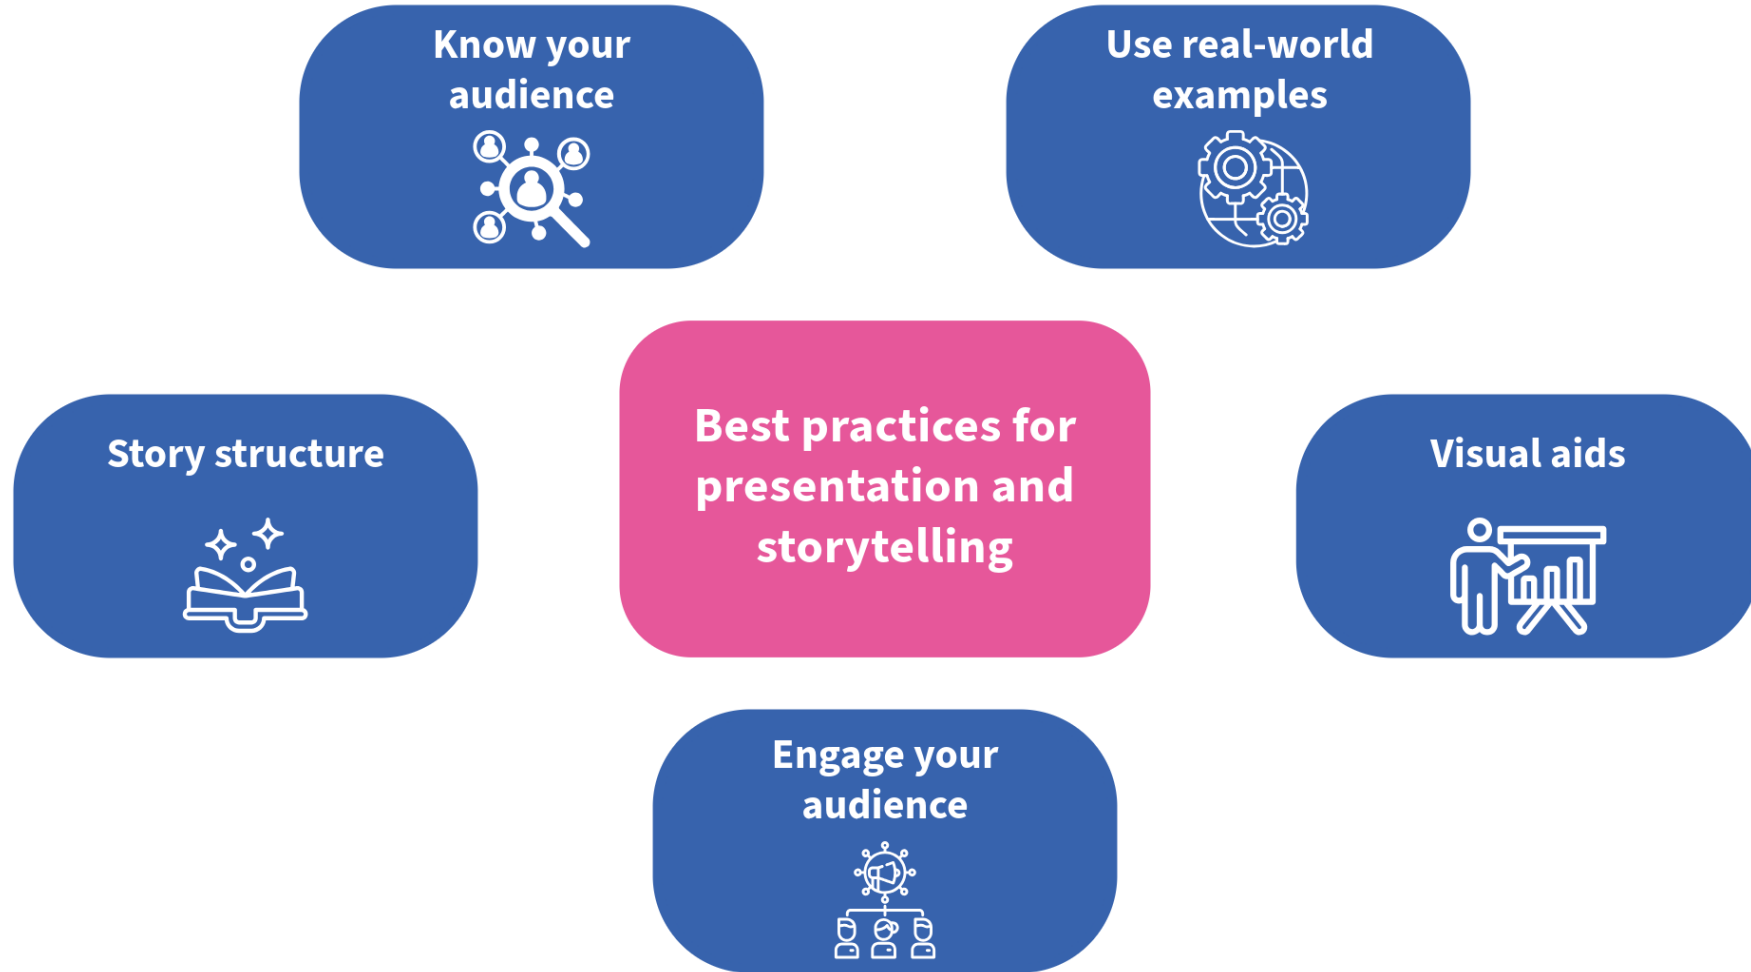 Know your
audience
Use real-world
examples
Story structure
Best practices for
presentation and
storytelling
Visual aids
Engage your
audience